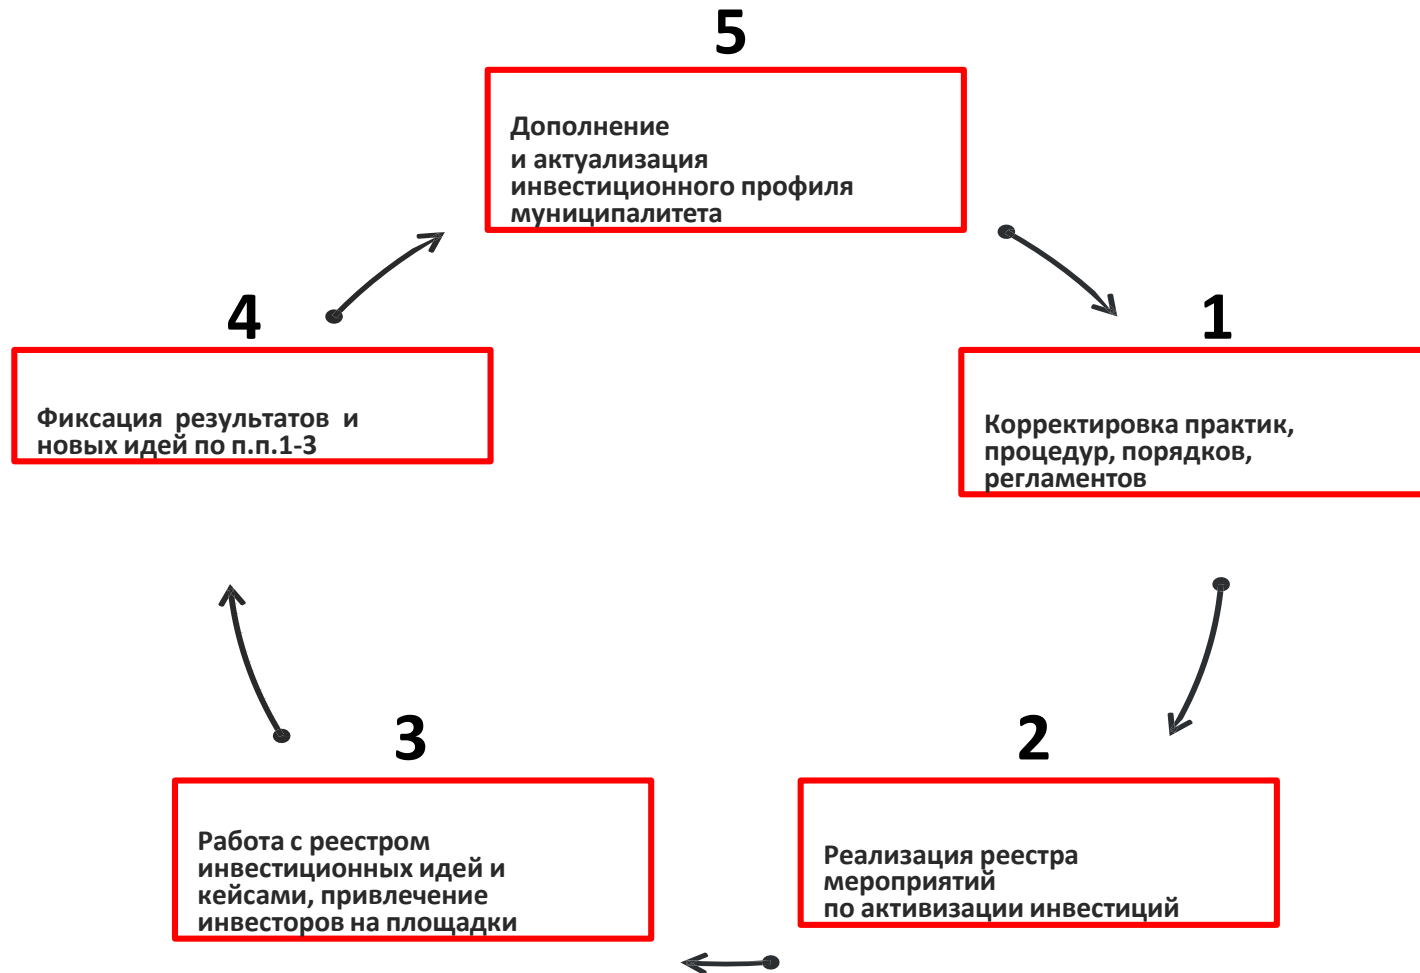 5
Дополнение
и актуализация
инвестиционного профиля
муниципалитета
4
Фиксация результатов и
новых идей по п.п.1-3
1
Корректировка практик,
процедур, порядков,
регламентов
3
Работа с реестром
инвестиционных идей и
кейсами, привлечение
инвесторов на площадки
2
Реализация реестра
мероприятий
по активизации инвестиций